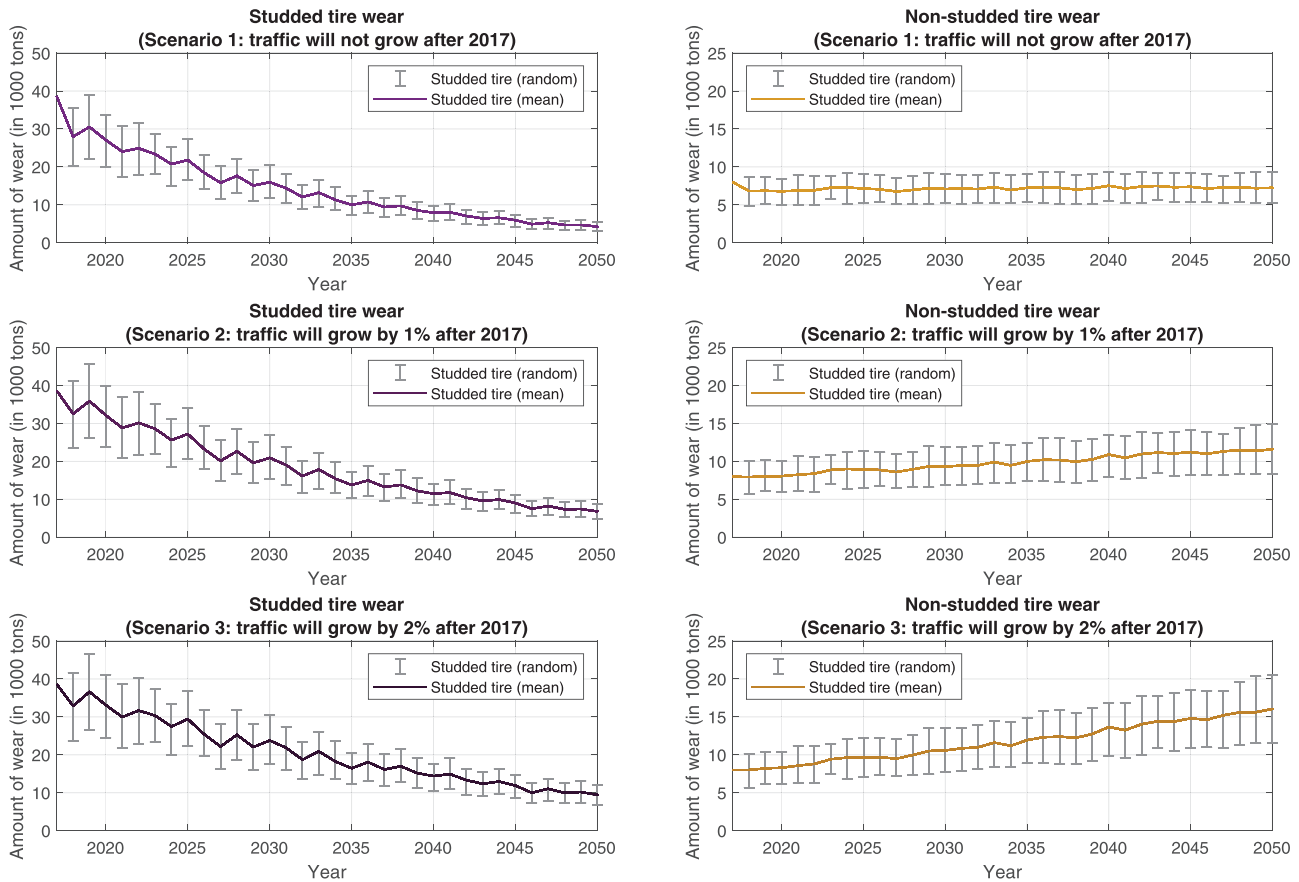 Studded tire wear
(Scenario 1: traffic will not grow after 2017)
Amount of wear (in 1000 tons)
50
40
30
20
10
0
Studded tire (random)
Studded tire (mean)
2020 2025 2030 2035 2040 2045 2050
Year
Non-studded tire wear
(Scenario 1: traffic will not grow after 2017)
Amount of wear (in 1000 tons)
25
20
15
10
5
0
Studded tire (random)
Studded tire (mean)
2020 2025 2030 2035 2040 2045 2050
Year
Studded tire wear
(Scenario 2: traffic will grow by 1% after 2017)
Amount of wear (in 1000 tons)
50
40
30
20
10
0
Studded tire (random)
Studded tire (mean)
2020 2025 2030 2035 2040 2045 2050
Year
Non-studded tire wear
(Scenario 2: traffic will grow by 1% after 2017)
Amount of wear (in 1000 tons)
25
20
15
10
5
0
Studded tire (random)
Studded tire (mean)
2020 2025 2030 2035 2040 2045 2050
Year
Studded tire wear
(Scenario 3: traffic will grow by 2% after 2017)
Amount of wear (in 1000 tons)
50
40
30
20
10
0
Studded tire (random)
Studded tire (mean)
2020 2025 2030 2035 2040 2045 2050
Year
Non-studded tire wear
(Scenario 3: traffic will grow by 2% after 2017)
Amount of wear (in 1000 tons)
25
20
15
10
5
0
Studded tire (random)
Studded tire (mean)
2020 2025 2030 2035 2040 2045 2050
Year